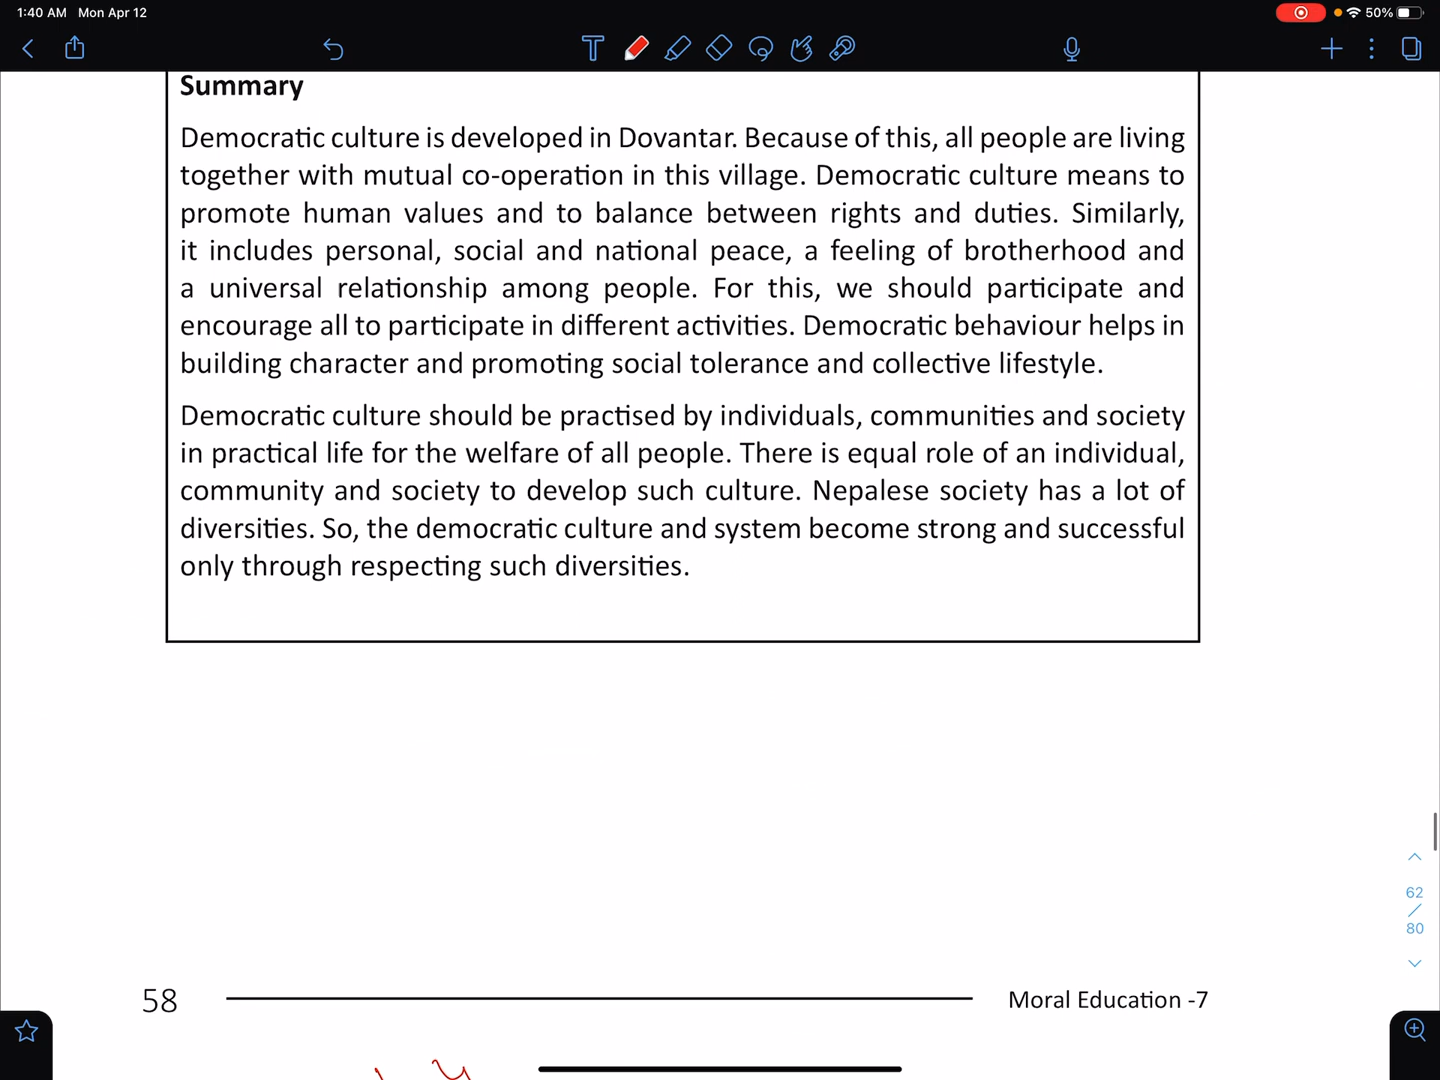 1:40 AM Mon Apr 12
50%
Summary
Democratic culture is developed in Dovantar. Because of this, all people are living
together with mutual co-operation in this village. Democratic culture means to
promote human values and to balance between rights and duties. Similarly,
it includes personal, social and national peace, a feeling of brotherhood and
a universal relationship among people. For this, we should participate and
encourage all to participate in different activities. Democratic behaviour helps in
building character and promoting social tolerance and collective lifestyle.
Democratic culture should be practised by individuals, communities and society
in practical life for the welfare of all people. There is equal role of an individual,
community and society to develop such culture. Nepalese society has a lot of
diversities. So, the democratic culture and system become strong and successful
only through respecting such diversities.
62
/
80
58
Moral Education -7